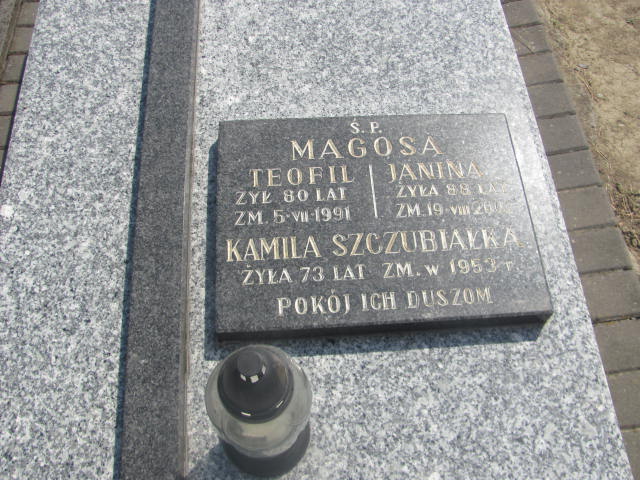 Ś. P.
MAGOSA
TEOFIL
ŻYŁ 80 LAT
ZM. 5·VII·1991
JANINA
ŻYŁA 88 LAT
ZM. 19·VIII
KAMILA SZCZUBIAŁKA
ŻYŁA 73 LAT ZM. w 1953 r.
POKÓJ ICH DUSZOM